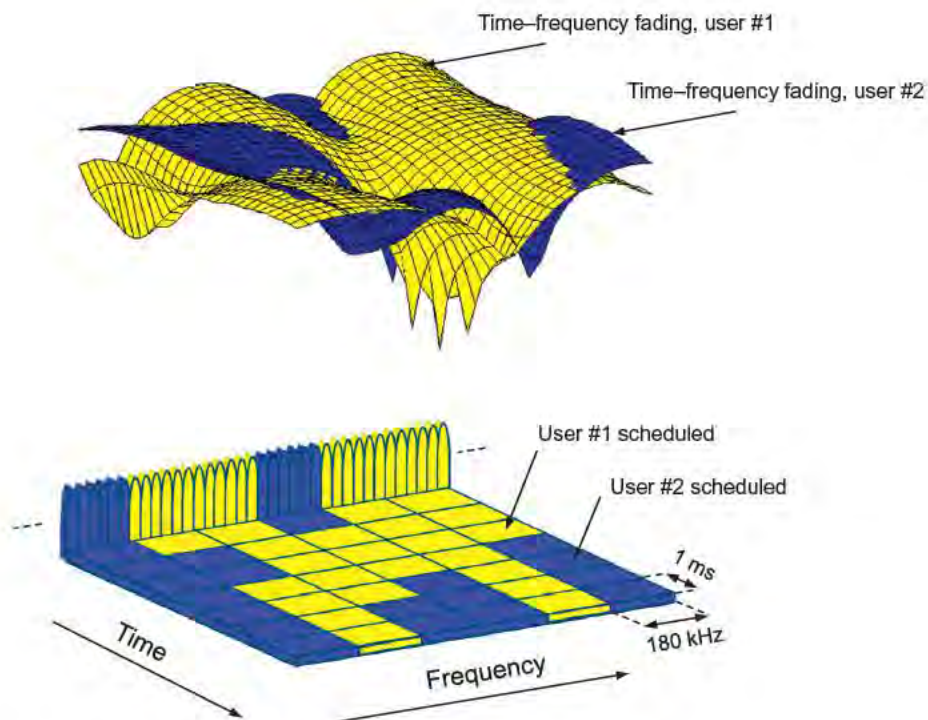 Time–frequency fading, user #1
Time–frequency fading, user #2
User #1 scheduled
User #2 scheduled
1 ms
180 kHz
Time
Frequency